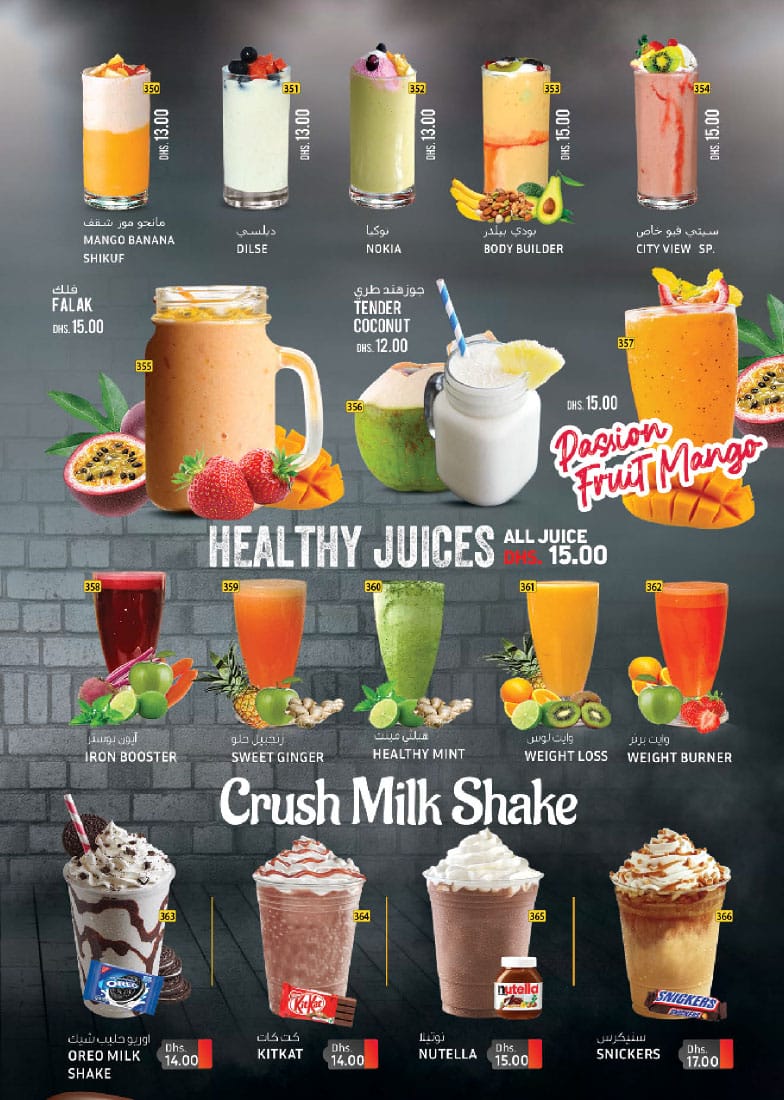 350
DHS. 13.00
مانجو موز شقف
MANGO BANANA
SHIKUF
351
DHS. 13.00
ديلسي
DILSE
352
DHS. 13.00
نوكيا
NOKIA
353
DHS. 15.00
بودي بيلدر
BODY BUILDER
354
DHS. 15.00
سيتي فيو خاص
CITY VIEW SP.
فلك
FALAK
DHS. 15.00
355
جوز هند طري
TENDER
COCONUT
DHS. 12.00
356
357
DHS. 15.00
Passion
Fruit Mango
HEALTHY JUICES
ALL JUICE
DHS. 15.00
358
آيون بوستر
IRON BOOSTER
359
زنجبيل حلو
SWEET GINGER
360
هيلثي مينت
HEALTHY MINT
361
وايت لوس
WEIGHT LOSS
362
وايت برنر
WEIGHT BURNER
Crush Milk Shake
363
OREO
اوريو حليب شيك
OREO MILK
SHAKE
Dhs.
14.00
364
KitKat
كت كات
KITKAT
Dhs.
14.00
365
nutella
نوتيلا
NUTELLA
Dhs.
15.00
366
SNICKERS
سنيكرس
SNICKERS
Dhs.
17.00